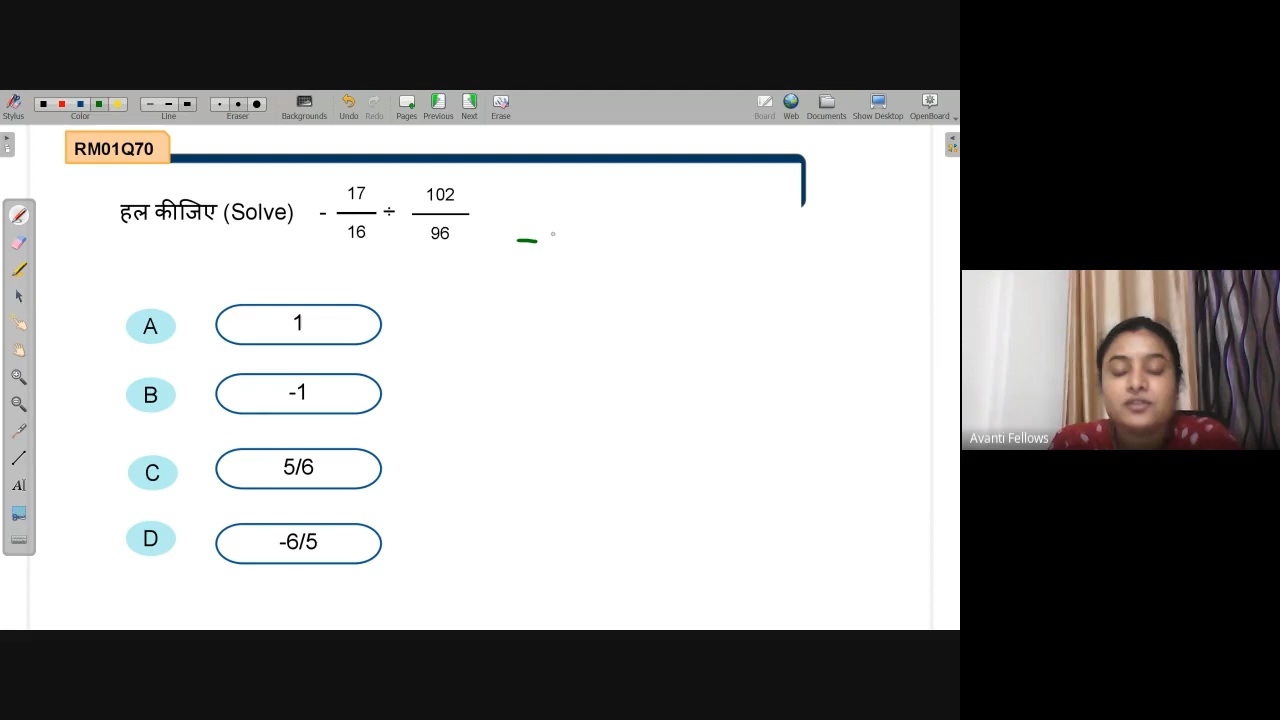 Stylus
Color
Line
Eraser
Backgrounds
Undo
Redo
Pages
Previous
Next
Erase
Board
Web
Documents
Show Desktop
OpenBoard
RM01Q70
हल कीजिए (Solve) - 17/16 ÷ 102/96
A 1
B -1
C 5/6
D -6/5
Avanti Fellows